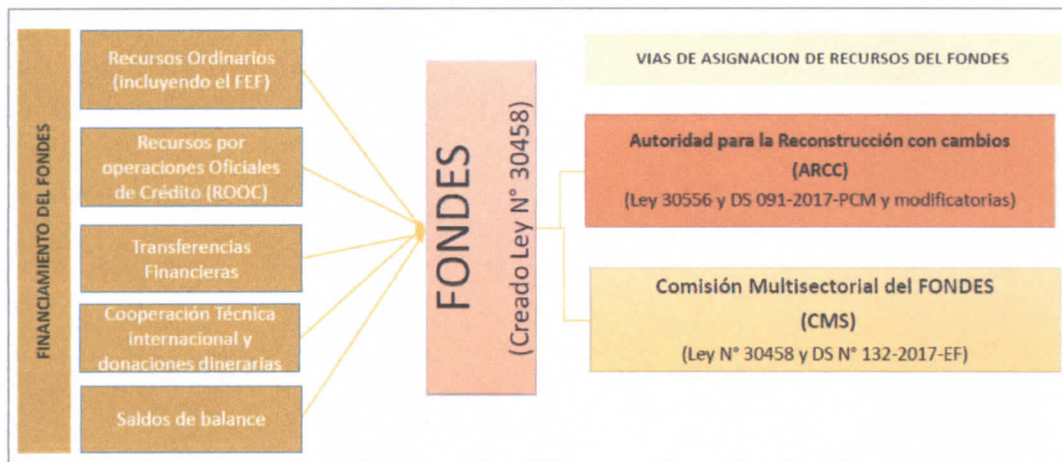 FINANCIAMIENTO DEL FONDES
Recursos Ordinarios
(incluyendo el FEF)
Recursos por
operaciones Oficiales
de Crédito (ROOC)
Transferencias
Financieras
Cooperación Técnica
internacional y
donaciones dinerarias
Saldos de balance
FONDES
(Creado Ley N° 30458)
VIAS DE ASIGNACION DE RECURSOS DEL FONDES
Autoridad para la Reconstrucción con cambios
(ARCC)
(Ley 30556 y DS 091-2017-PCM y modificatorias)
Comisión Multisectorial del FONDES
(CMS)
(Ley N° 30458 y DS N° 132-2017-EF)